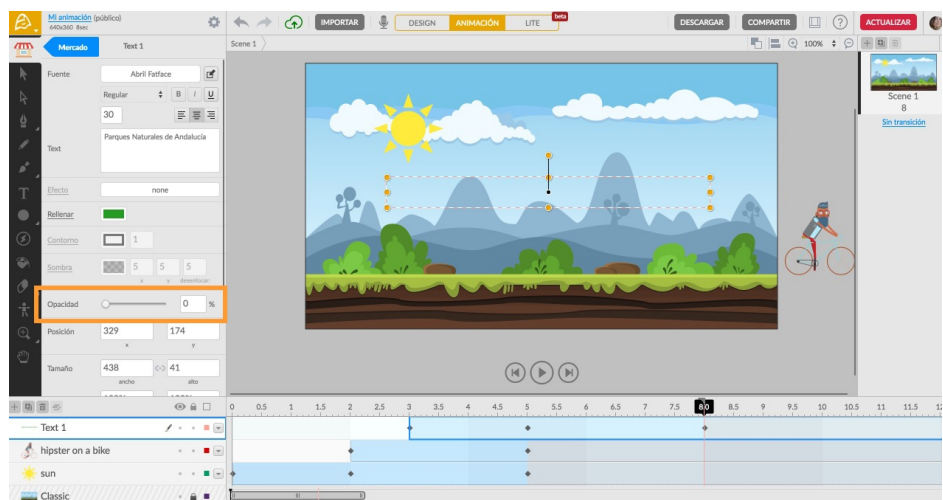 Mi animación (público)
640x360 8sec
IMPORTAR
DESIGN
ANIMACIÓN
LITE
beta
DESCARGAR
COMPARTIR
?
ACTUALIZAR
Mercado
Text 1
Scene 1
100%
Fuente
Abril Fatface
Regular
B
I
U
30
Text
Parques Naturales de Andalucía
Scene 1
8
Sin transición
Efecto
none
Rellenar
Contorno
1
Sombra
5
5
5
x
y
desenfocar
Opacidad
0
%
Posición
329
174
x
y
Tamaño
438
41
ancho
alto
0 0.5 1 1.5 2 2.5 3 3.5 4 4.5 5 5.5 6 6.5 7 7.5 8.0 8.5 9 9.5 10 10.5 11 11.5
Text 1
hipster on a bike
sun
Classic